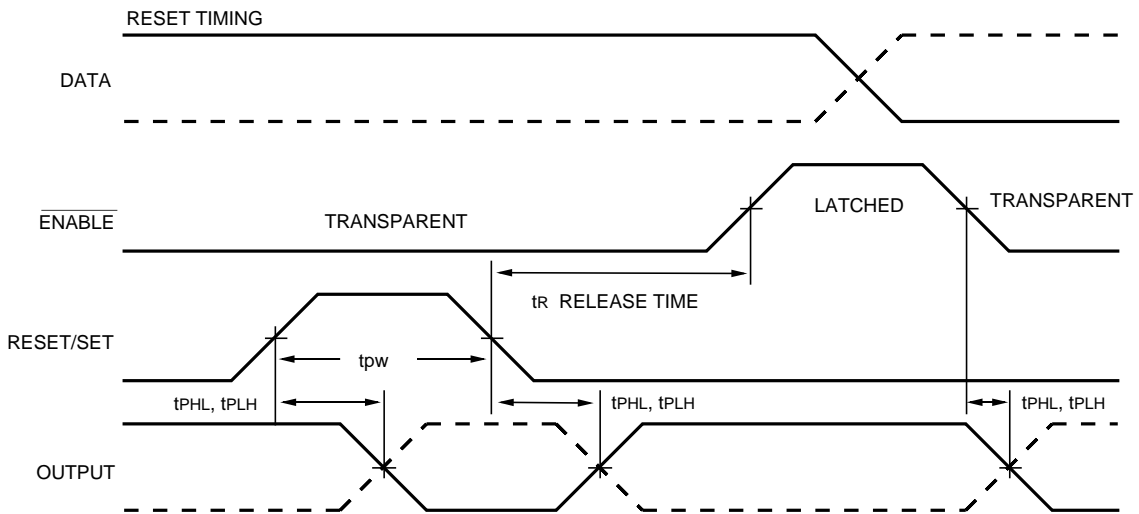 RESET TIMING
DATA
ENABLE
TRANSPARENT
LATCHED
TRANSPARENT
tR RELEASE TIME
RESET/SET
tpw
tPHL, tPLH
tPHL, tPLH
tPHL, tPLH
OUTPUT